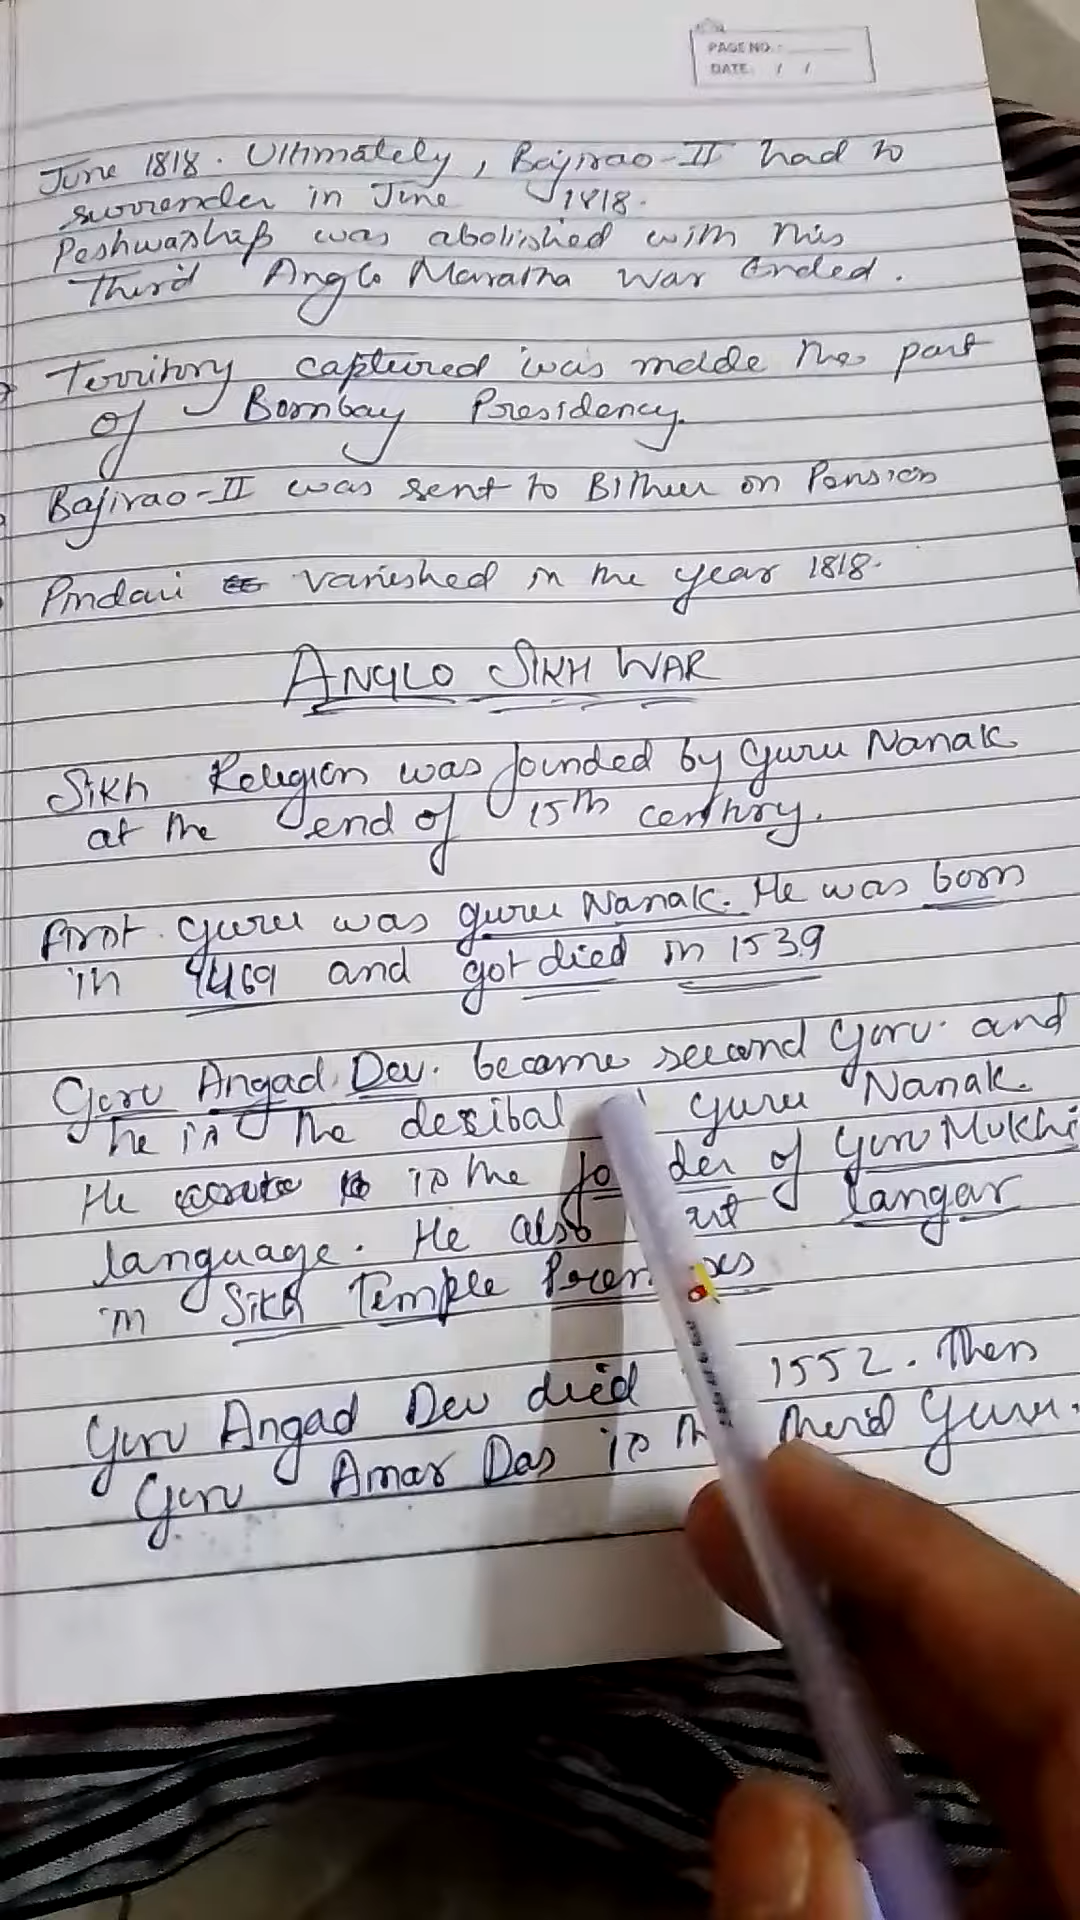 PAGE NO.:
DATE: / /
June 1818. Ultimately, Bajirao-II had to
surrender in June 1818.
Peshwaship was abolished with this
Third Anglo Maratha war Ended.
Territory captured was made the part
of Bombay Presidency.
Bajirao-II was sent to Bithur on Pension
Pindari vanished in the year 1818.
ANGLO SIKH WAR
Sikh Religion was founded by Guru Nanak
at the end of 15th century.
first Guru was guru Nanak. He was born
in 1469 and got died in 1539
Guru Angad Dev. became second Guru. and
he is the desibal guru Nanak.
He is the founder of Guru Mukhi
language. He also langar
in Sikh Temple Premises
Guru Angad Dev died 1552. Then
Guru Amar Das is the third Guru.